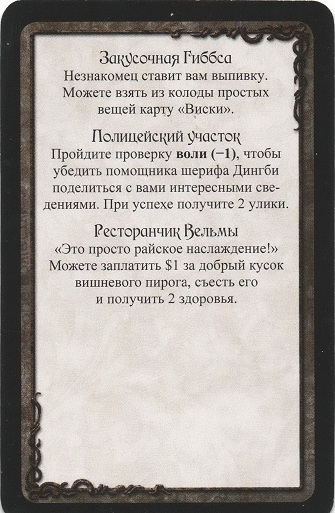 Закусочная Гиббса
Незнакомец ставит вам выпивку.
Можете взять из колоды простых
вещей карту «Виски».
Полицейский участок
Пройдите проверку воли (−1), чтобы
убедить помощника шерифа Дингби
поделиться с вами интересными све-
дениями. При успехе получите 2 улики.
Ресторанчик Вельмы
«Это просто райское наслаждение!»
Можете заплатить $1 за добрый кусок
вишневого пирога, съесть его
и получить 2 здоровья.